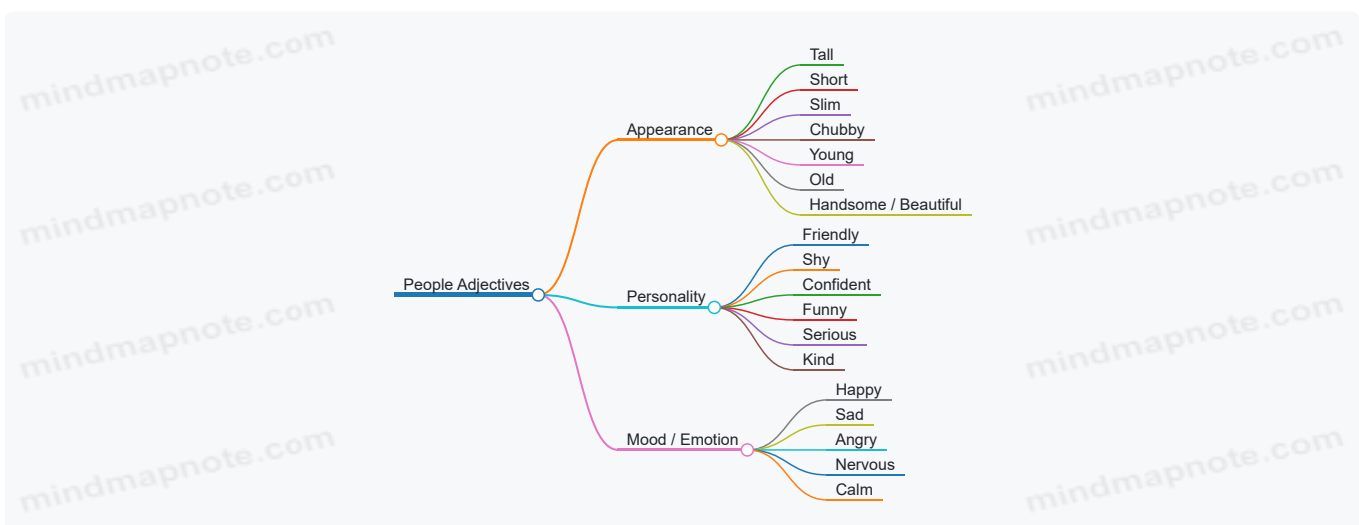 People Adjectives
Appearance
Tall
Short
Slim
Chubby
Young
Old
Handsome / Beautiful
Personality
Friendly
Shy
Confident
Funny
Serious
Kind
Mood / Emotion
Happy
Sad
Angry
Nervous
Calm
mindmapnote.com
mindmapnote.com
mindmapnote.com
mindmapnote.com
mindmapnote.com
mindmapnote.com
mindmapnote.com
mindmapnote.com